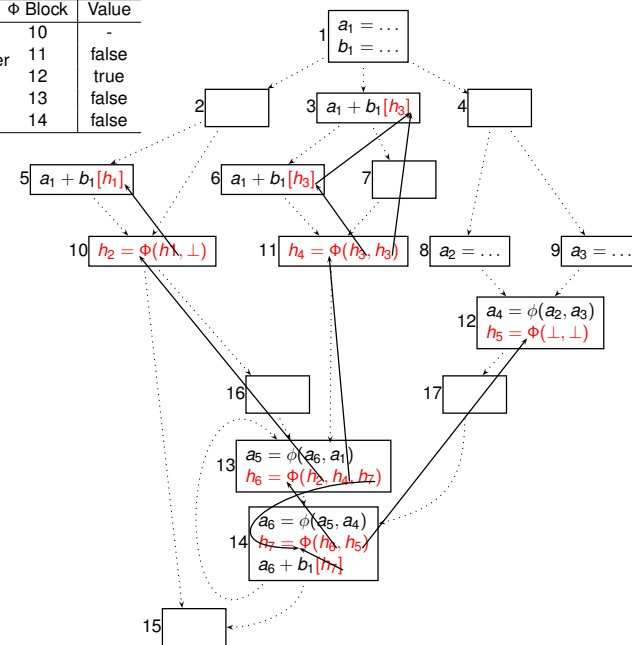 Φ Block Value
10 -
er 11 false
12 true
13 false
14 false
1 a₁ = …
b₁ = …
2
3 a₁ + b₁[h₃]
4
5 a₁ + b₁[h₁]
6 a₁ + b₁[h₃]
7
10 h₂ = Φ(h1, ⊥)
11 h₄ = Φ(h₃, h₃)
8 a₂ = …
9 a₃ = …
12 a₄ = ϕ(a₂, a₃)
h₅ = Φ(⊥, ⊥)
16
17
13 a₅ = ϕ(a₆, a₁)
h₆ = Φ(h₂, h₄, h₇)
14 a₆ = ϕ(a₅, a₄)
h₇ = Φ(h₆, h₅)
a₆ + b₁[h₇]
15